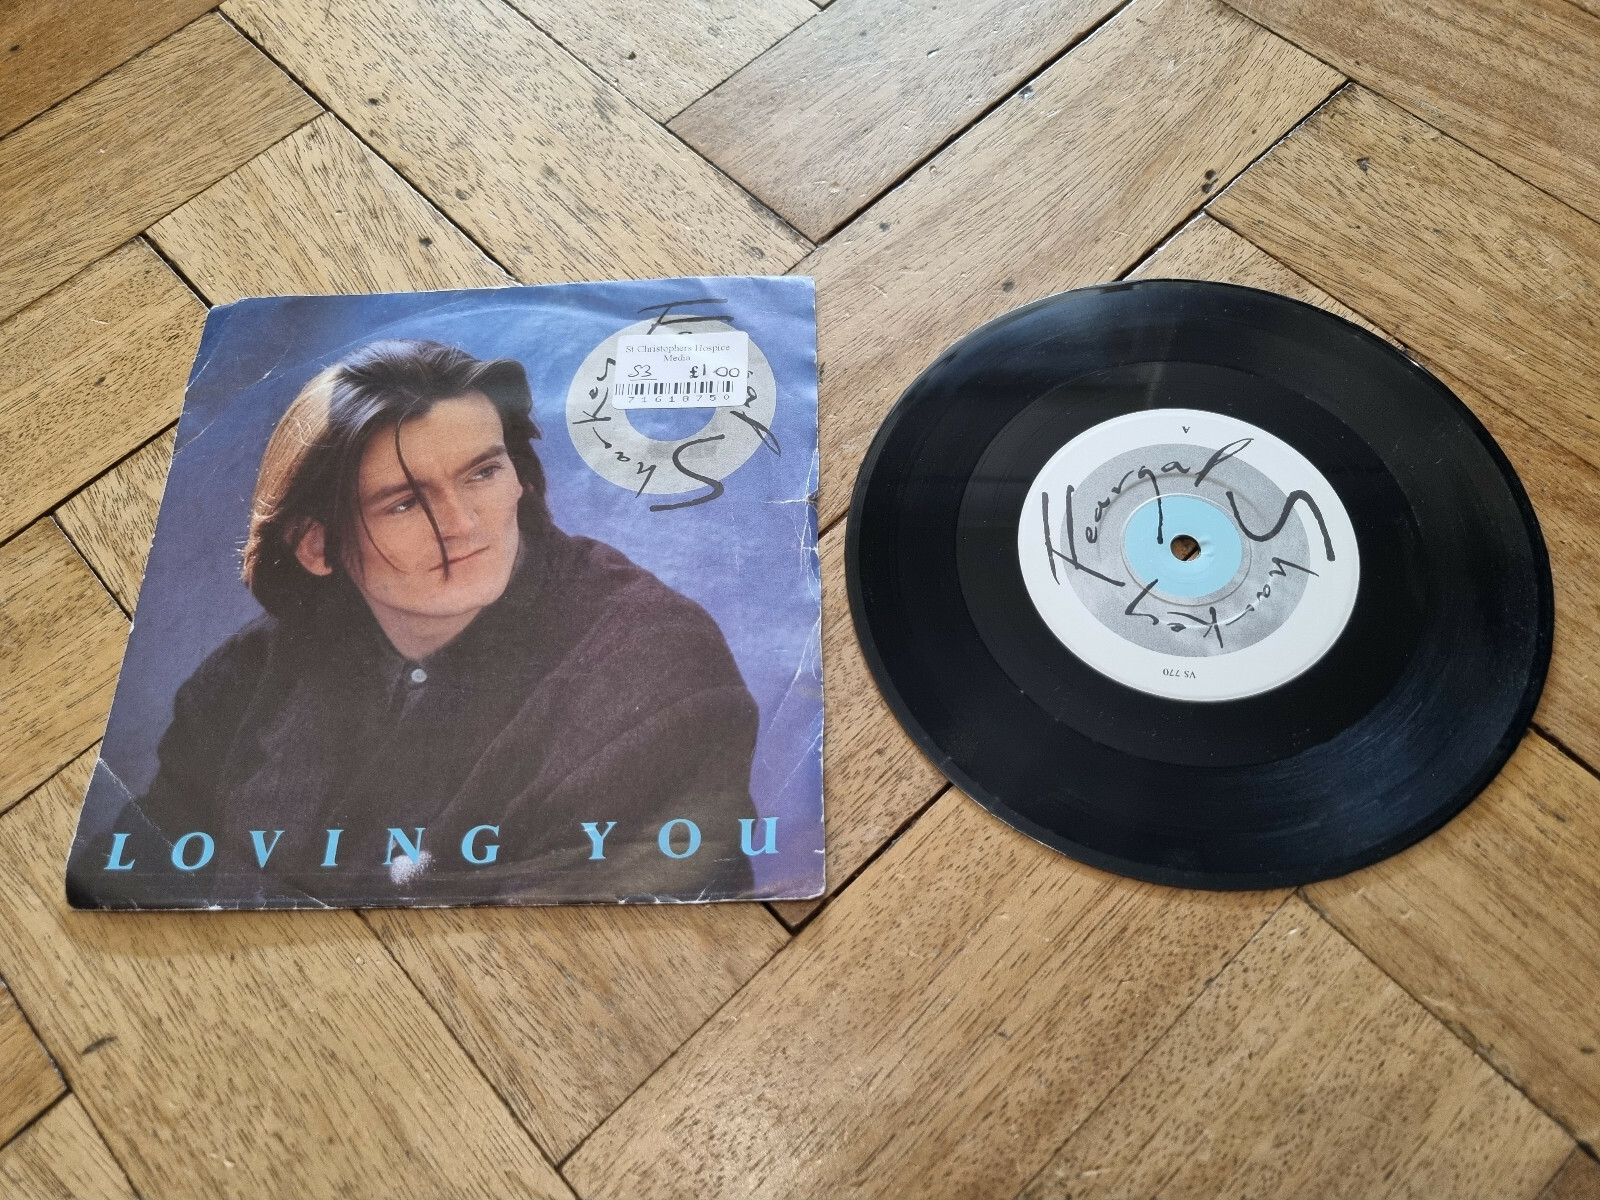 Feargal Sharkey
St Christophers Hospice
Media
S3 £1 00
71618750
LOVING YOU
A
Feargal Sharkey
VS 770